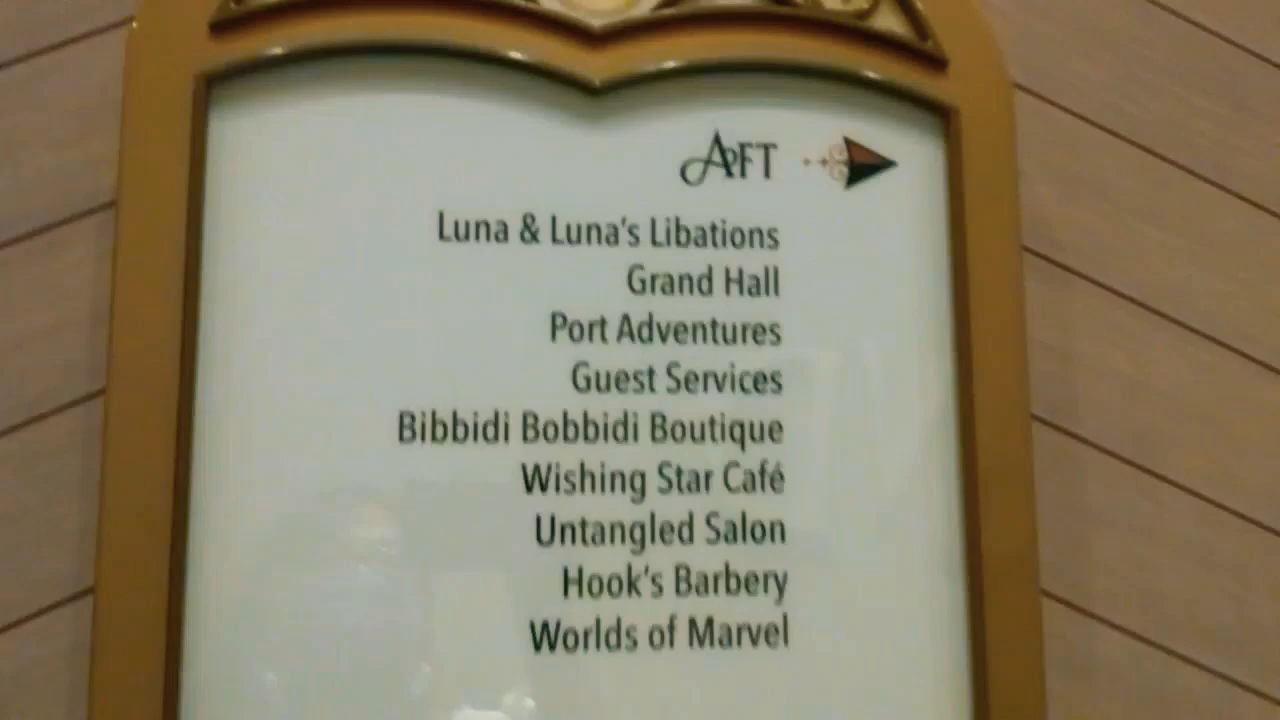 AFT
Luna & Luna's Libations
Grand Hall
Port Adventures
Guest Services
Bibbidi Bobbidi Boutique
Wishing Star Café
Untangled Salon
Hook's Barbery
Worlds of Marvel